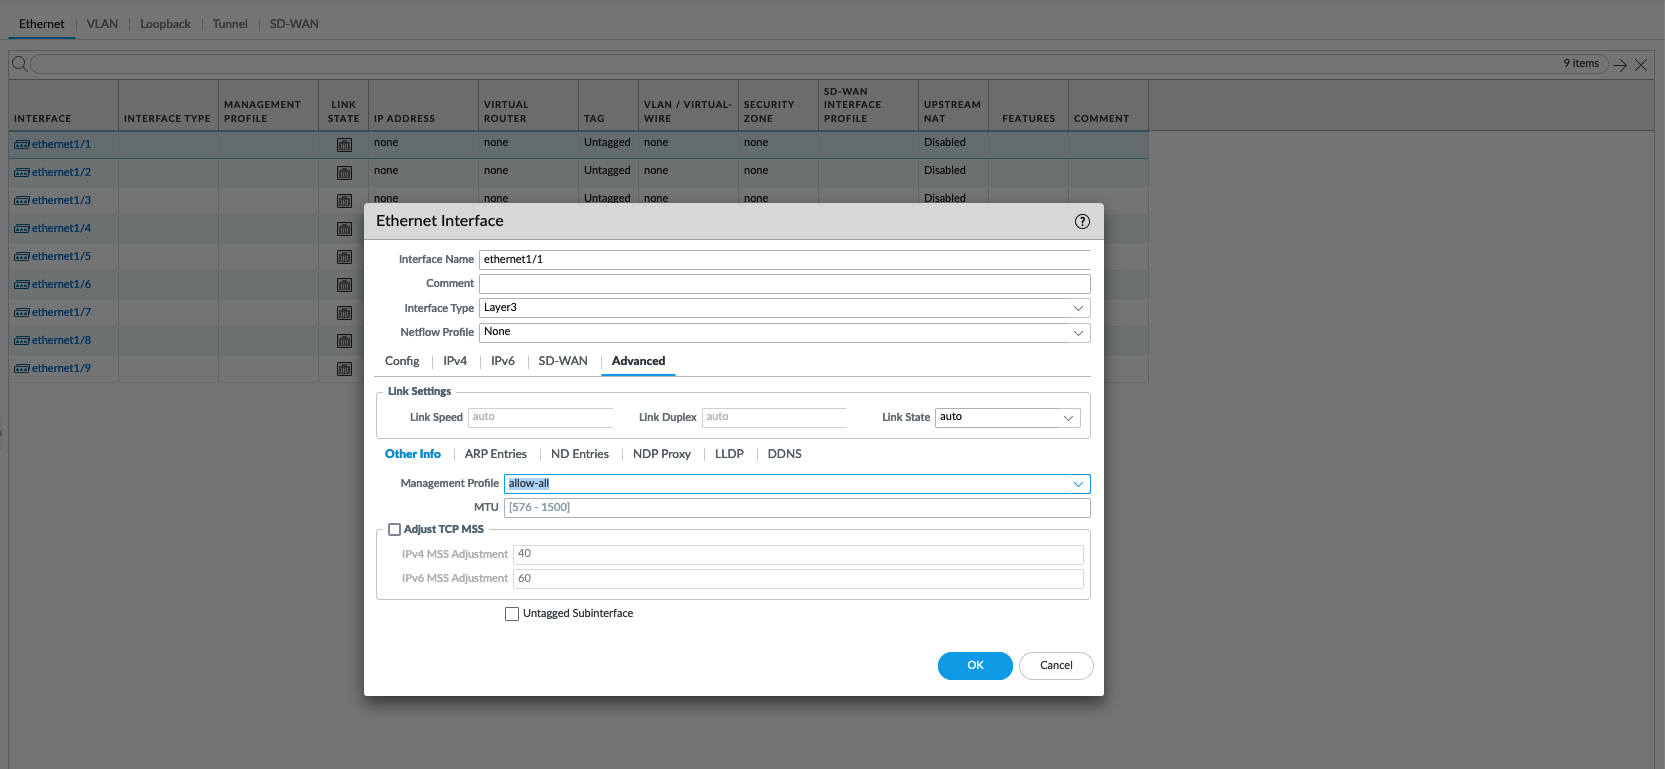 Ethernet VLAN Loopback Tunnel SD-WAN
9 items
INTERFACE INTERFACE TYPE MANAGEMENT PROFILE LINK STATE IP ADDRESS VIRTUAL ROUTER TAG VLAN / VIRTUAL-WIRE SECURITY ZONE SD-WAN INTERFACE PROFILE UPSTREAM NAT FEATURES COMMENT
ethernet1/1 none none Untagged none none Disabled
ethernet1/2 none none Untagged none none Disabled
ethernet1/3 none none Untagged none none Disabled
ethernet1/4
ethernet1/5
ethernet1/6
ethernet1/7
ethernet1/8
ethernet1/9
Ethernet Interface
Interface Name ethernet1/1
Comment
Interface Type Layer3
Netflow Profile None
Config IPv4 IPv6 SD-WAN Advanced
Link Settings
Link Speed auto Link Duplex auto Link State auto
Other Info ARP Entries ND Entries NDP Proxy LLDP DDNS
Management Profile allow-all
MTU [576 - 1500]
Adjust TCP MSS
IPv4 MSS Adjustment 40
IPv6 MSS Adjustment 60
Untagged Subinterface
OK Cancel